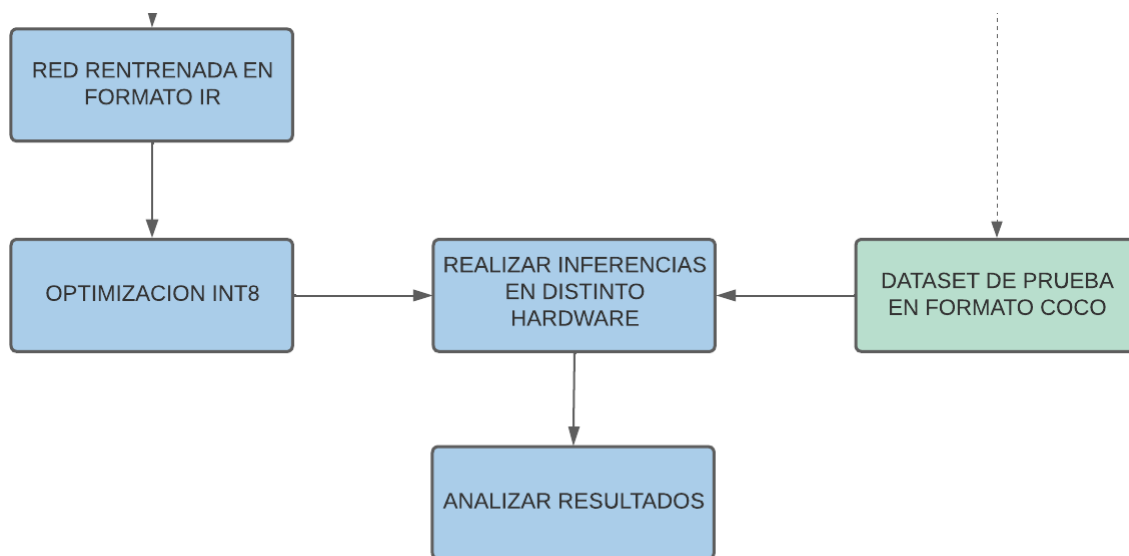 RED RENTRENADA EN
FORMATO IR
OPTIMIZACION INT8
REALIZAR INFERENCIAS
EN DISTINTO
HARDWARE
DATASET DE PRUEBA
EN FORMATO COCO
ANALIZAR RESULTADOS